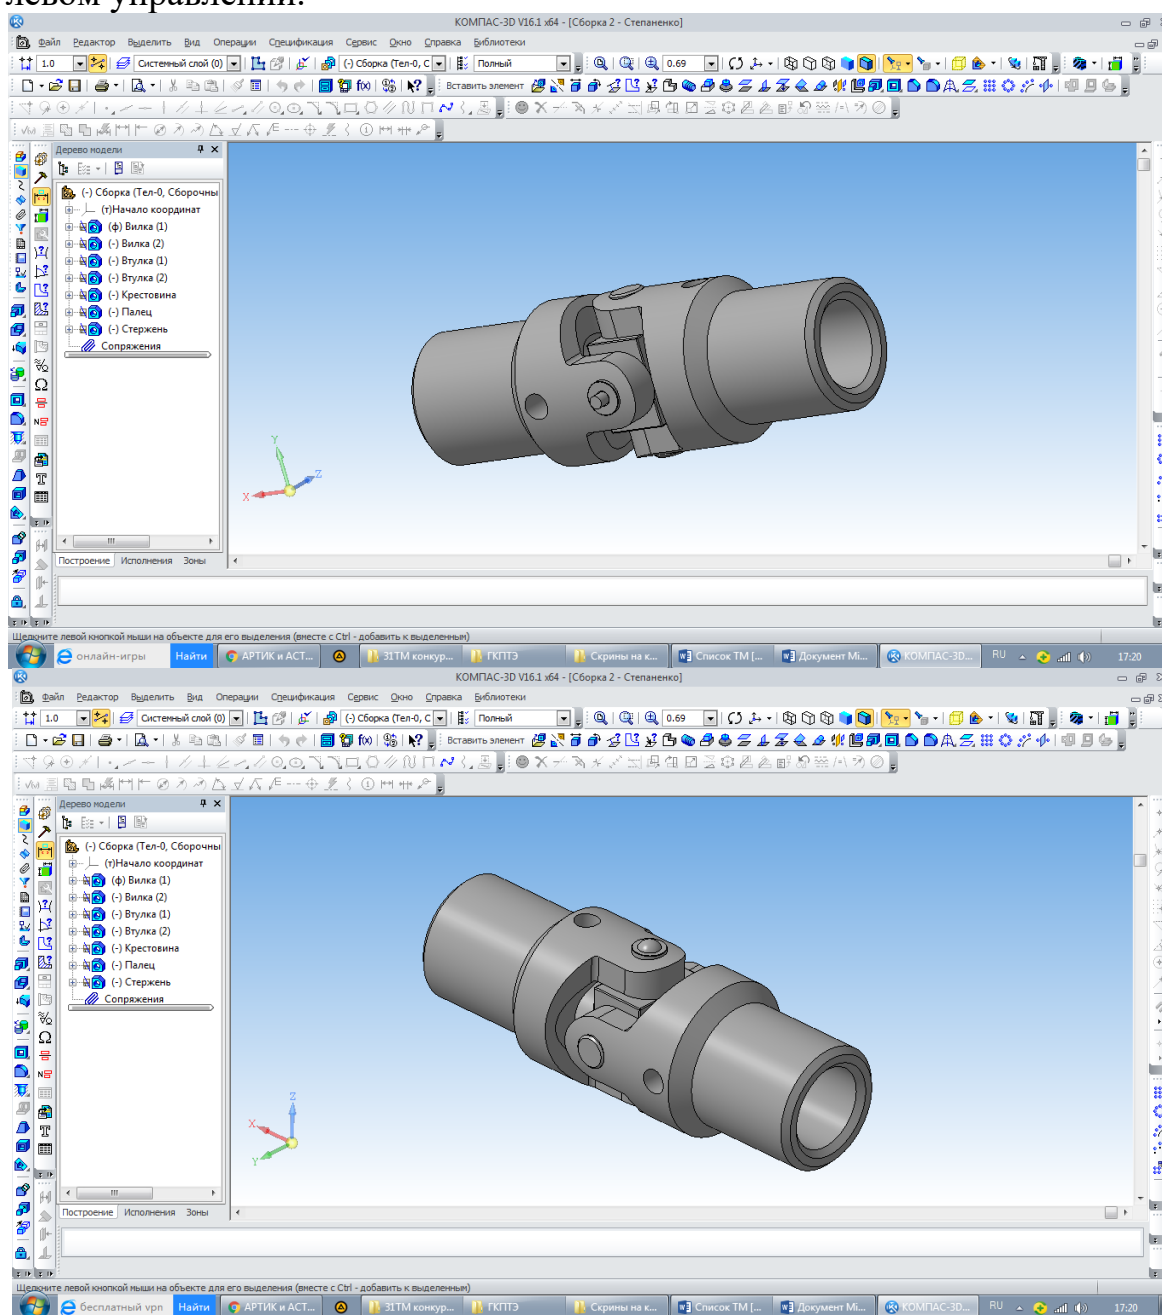 левом управлении.
КОМПАС-3D V16.1 x64 - [Сборка 2 - Степаненко]
Файл Редактор Выделить Вид Операции Спецификация Сервис Окно Справка Библиотеки
1.0 Системный слой (0) (-) Сборка (Тел-0, С Полный 0.69
Вставить элемент
Дерево модели
(-) Сборка (Тел-0, Сборочны
(т)Начало координат
(ф) Вилка (1)
(-) Вилка (2)
(-) Втулка (1)
(-) Втулка (2)
(-) Крестовина
(-) Палец
(-) Стержень
Сопряжения
Y
Z
X
Построение Исполнения Зоны
Щелкните левой кнопкой мыши на объекте для его выделения (вместе с Ctrl - добавить к выделенным)
онлайн-игры Найти АРТИК и АСТ... 31ТМ конкур... ГКПТЭ Скрины на к... Список ТМ [... Документ Mi... КОМПАС-3D... RU 17:20
КОМПАС-3D V16.1 x64 - [Сборка 2 - Степаненко]
Файл Редактор Выделить Вид Операции Спецификация Сервис Окно Справка Библиотеки
1.0 Системный слой (0) (-) Сборка (Тел-0, С Полный 0.69
Вставить элемент
Дерево модели
(-) Сборка (Тел-0, Сборочны
(т)Начало координат
(ф) Вилка (1)
(-) Вилка (2)
(-) Втулка (1)
(-) Втулка (2)
(-) Крестовина
(-) Палец
(-) Стержень
Сопряжения
Z
X
Y
Построение Исполнения Зоны
Щелкните левой кнопкой мыши на объекте для его выделения (вместе с Ctrl - добавить к выделенным)
бесплатный vpn Найти АРТИК и АСТ... 31ТМ конкур... ГКПТЭ Скрины на к... Список ТМ [... Документ Mi... КОМПАС-3D... RU 17:20